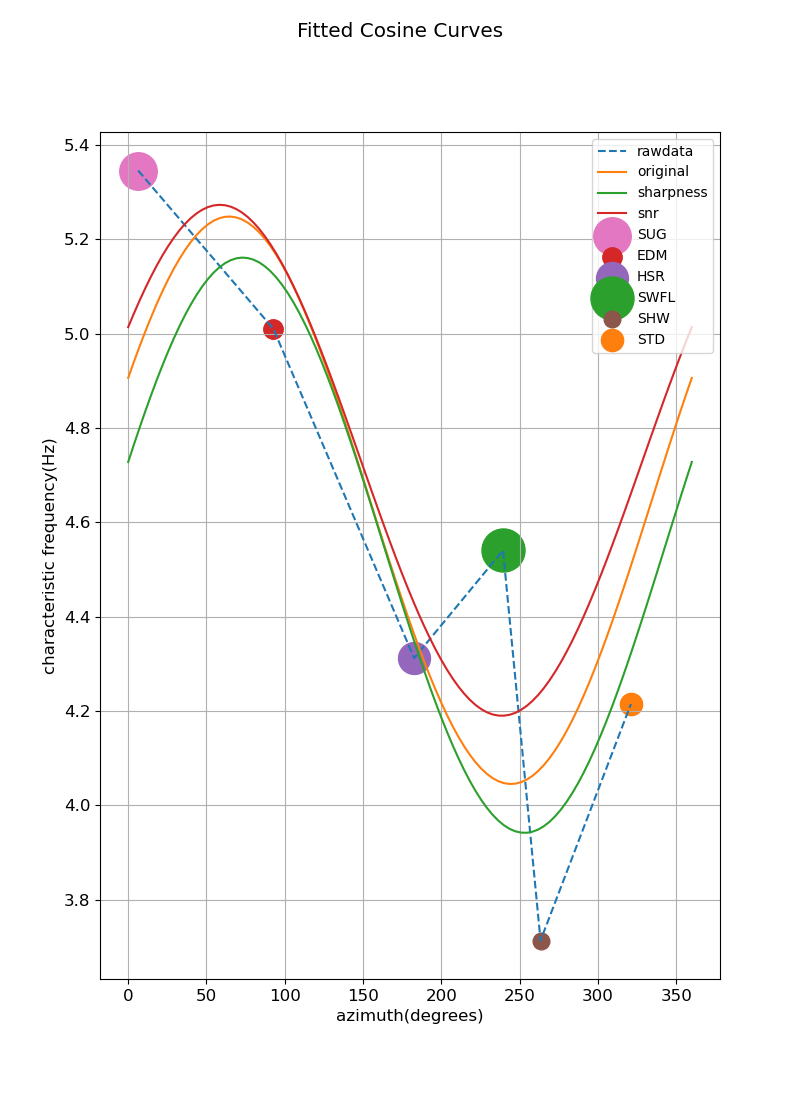 Fitted Cosine Curves
5.4
5.2
5.0
4.8
4.6
4.4
4.2
4.0
3.8
characteristic frequency(Hz)
rawdata
original
sharpness
snr
SUG
EDM
HSR
SWFL
SHW
STD
0 50 100 150 200 250 300 350
azimuth(degrees)